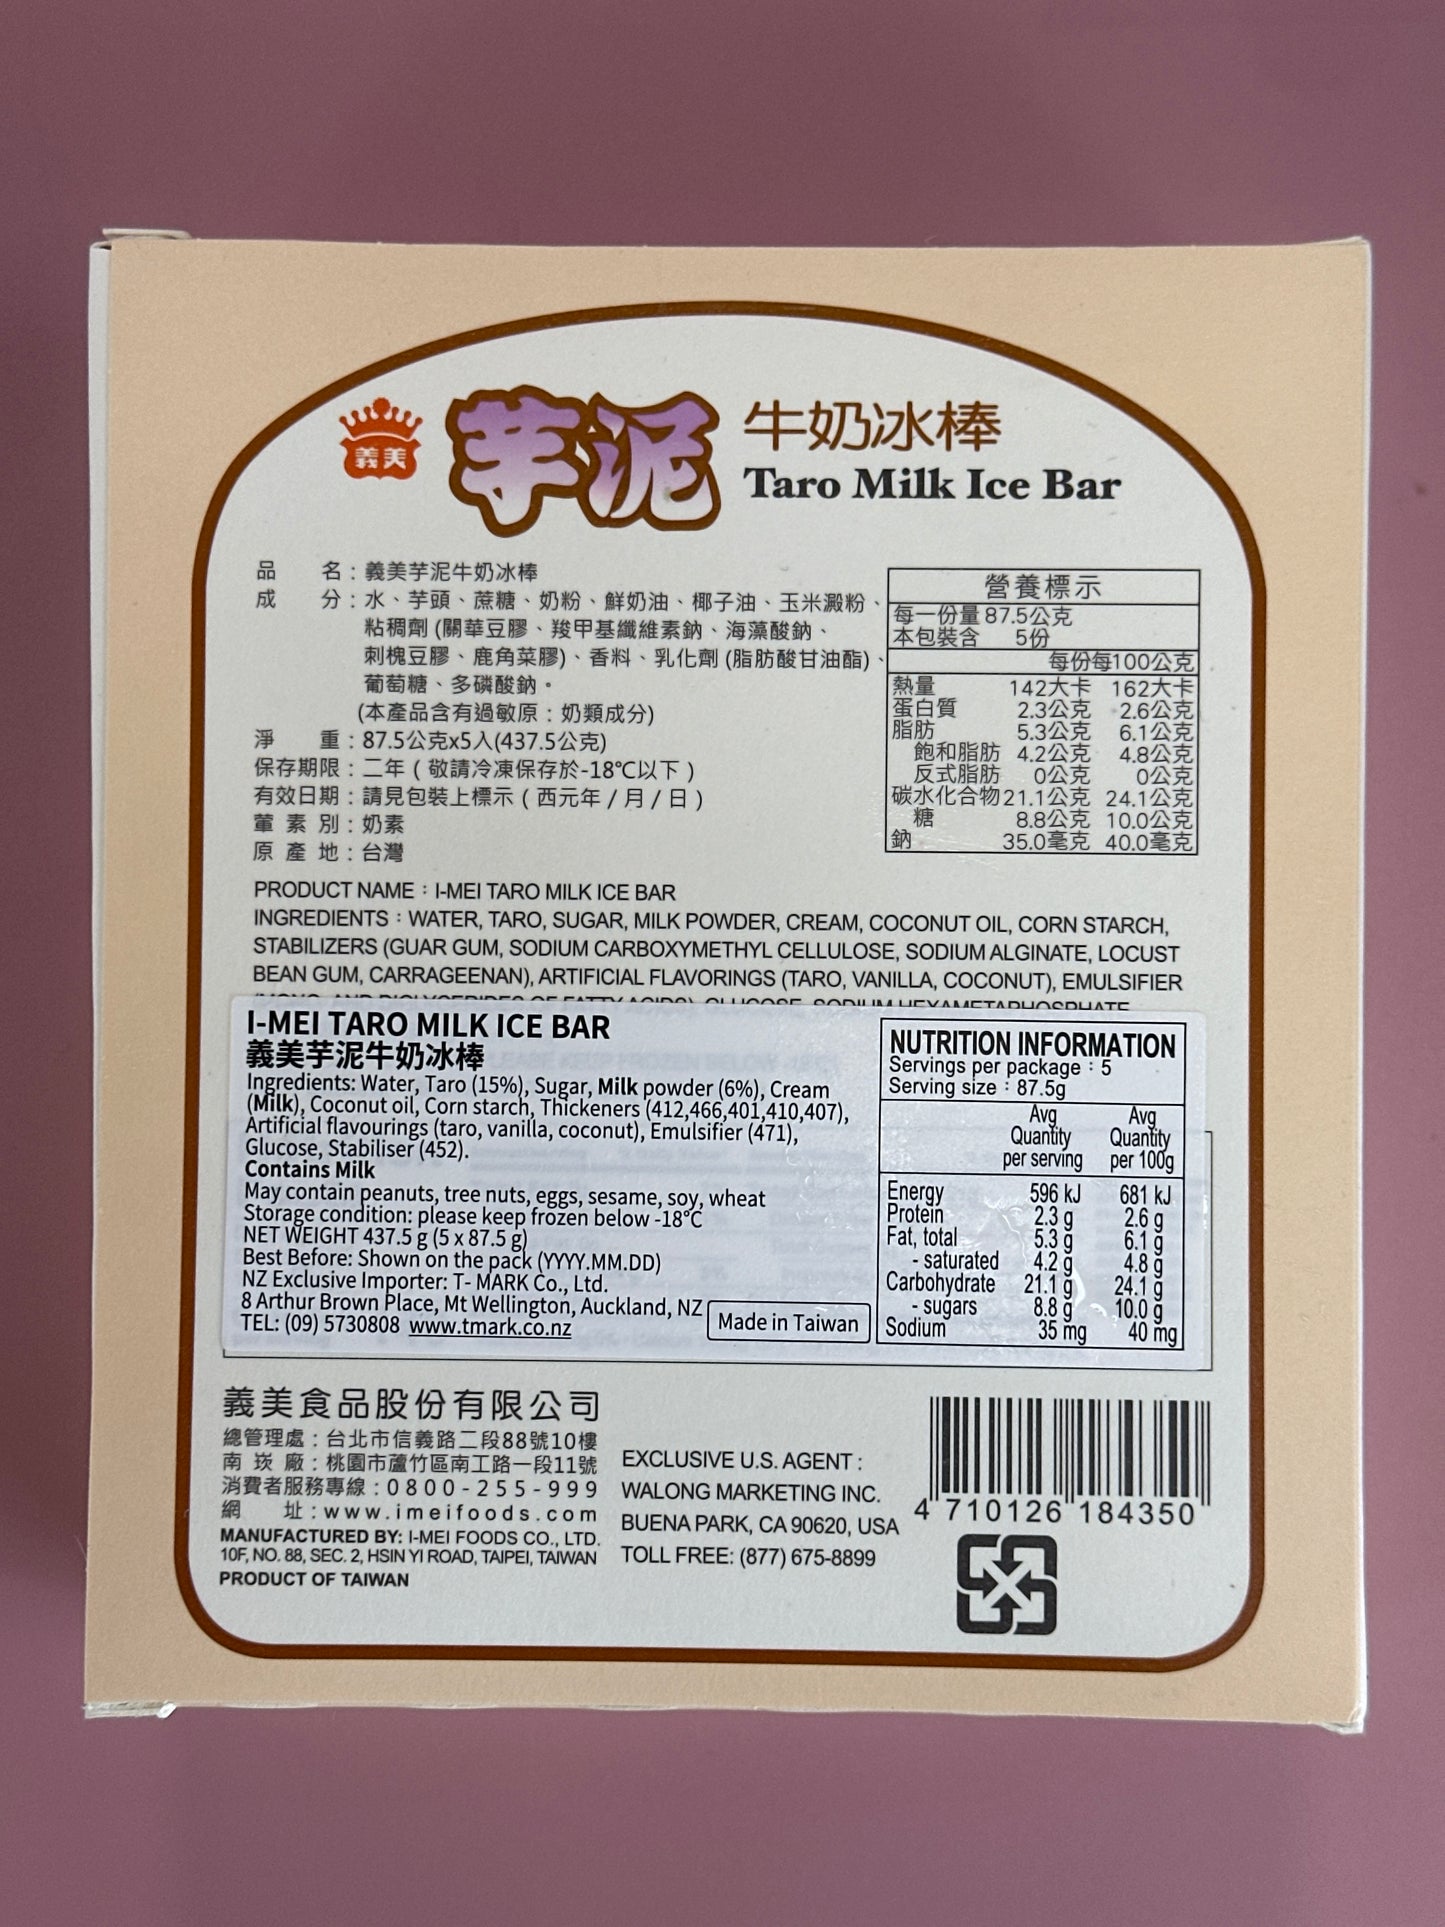 義美
芋泥
牛奶冰棒
Taro Milk Ice Bar
品 名：義美芋泥牛奶冰棒
成 分：水、芋頭、蔗糖、奶粉、鮮奶油、椰子油、玉米澱粉、
粘稠劑 (關華豆膠、羧甲基纖維素鈉、海藻酸鈉、
刺槐豆膠、鹿角菜膠)、香料、乳化劑 (脂肪酸甘油酯)、
葡萄糖、多磷酸鈉。
(本產品含有過敏原：奶類成分)
淨 重：87.5公克x5入(437.5公克)
保存期限：二年 ( 敬請冷凍保存於-18℃以下 )
有效日期：請見包裝上標示 ( 西元年 / 月 / 日 )
葷 素 別：奶素
原 產 地：台灣
營養標示
每一份量 87.5公克
本包裝含 5份
每份 每100公克
熱量 142大卡 162大卡
蛋白質 2.3公克 2.6公克
脂肪 5.3公克 6.1公克
飽和脂肪 4.2公克 4.8公克
反式脂肪 0公克 0公克
碳水化合物 21.1公克 24.1公克
糖 8.8公克 10.0公克
鈉 35.0毫克 40.0毫克
PRODUCT NAME：I-MEI TARO MILK ICE BAR
INGREDIENTS：WATER, TARO, SUGAR, MILK POWDER, CREAM, COCONUT OIL, CORN STARCH,
STABILIZERS (GUAR GUM, SODIUM CARBOXYMETHYL CELLULOSE, SODIUM ALGINATE, LOCUST
BEAN GUM, CARRAGEENAN), ARTIFICIAL FLAVORINGS (TARO, VANILLA, COCONUT), EMULSIFIER
(MONO- AND DIGLYCERIDES OF FATTY ACIDS), GLUCOSE, SODIUM HEXAMETAPHOSPHATE
I-MEI TARO MILK ICE BAR
義美芋泥牛奶冰棒
Ingredients: Water, Taro (15%), Sugar, Milk powder (6%), Cream
(Milk), Coconut oil, Corn starch, Thickeners (412,466,401,410,407),
Artificial flavourings (taro, vanilla, coconut), Emulsifier (471),
Glucose, Stabiliser (452).
Contains Milk
May contain peanuts, tree nuts, eggs, sesame, soy, wheat
Storage condition: please keep frozen below -18℃
NET WEIGHT 437.5 g (5 x 87.5 g)
Best Before: Shown on the pack (YYYY.MM.DD)
NZ Exclusive Importer: T- MARK Co., Ltd.
8 Arthur Brown Place, Mt Wellington, Auckland, NZ
TEL: (09) 5730808 www.tmark.co.nz
Made in Taiwan
NUTRITION INFORMATION
Servings per package：5
Serving size：87.5g
Avg Avg
Quantity Quantity
per serving per 100g
Energy 596 kJ 681 kJ
Protein 2.3 g 2.6 g
Fat, total 5.3 g 6.1 g
- saturated 4.2 g 4.8 g
Carbohydrate 21.1 g 24.1 g
- sugars 8.8 g 10.0 g
Sodium 35 mg 40 mg
義美食品股份有限公司
總管理處：台北市信義路二段88號10樓
南 崁 廠：桃園市蘆竹區南工路一段11號
消費者服務專線：0800-255-999
網 址：www.imeifoods.com
MANUFACTURED BY: I-MEI FOODS CO., LTD.
10F, NO. 88, SEC. 2, HSIN YI ROAD, TAIPEI, TAIWAN
PRODUCT OF TAIWAN
EXCLUSIVE U.S. AGENT：
WALONG MARKETING INC.
BUENA PARK, CA 90620, USA
TOLL FREE: (877) 675-8899
4 710126 184350